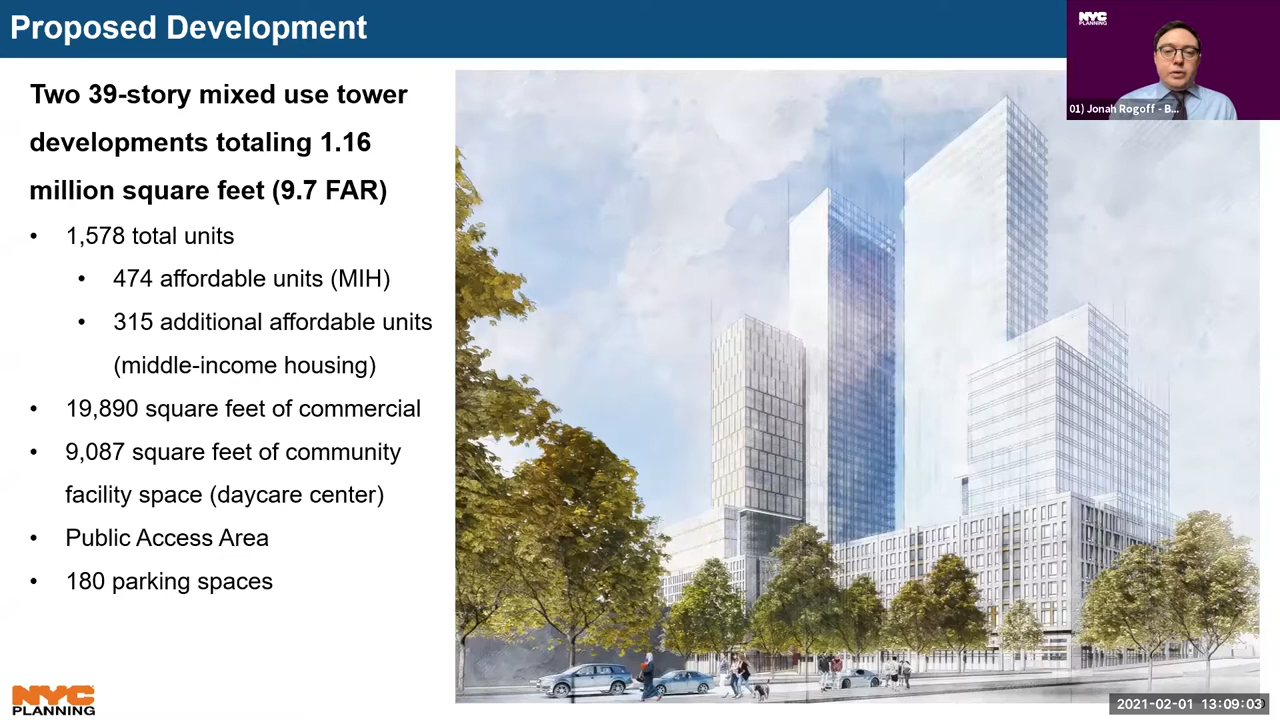 Proposed Development
NYC
PLANNING
01) Jonah Rogoff - B...
Two 39-story mixed use tower
developments totaling 1.16
million square feet (9.7 FAR)
• 1,578 total units
• 474 affordable units (MIH)
• 315 additional affordable units
(middle-income housing)
• 19,890 square feet of commercial
• 9,087 square feet of community
facility space (daycare center)
• Public Access Area
• 180 parking spaces
NYC
PLANNING
2021-02-01 13:09:03